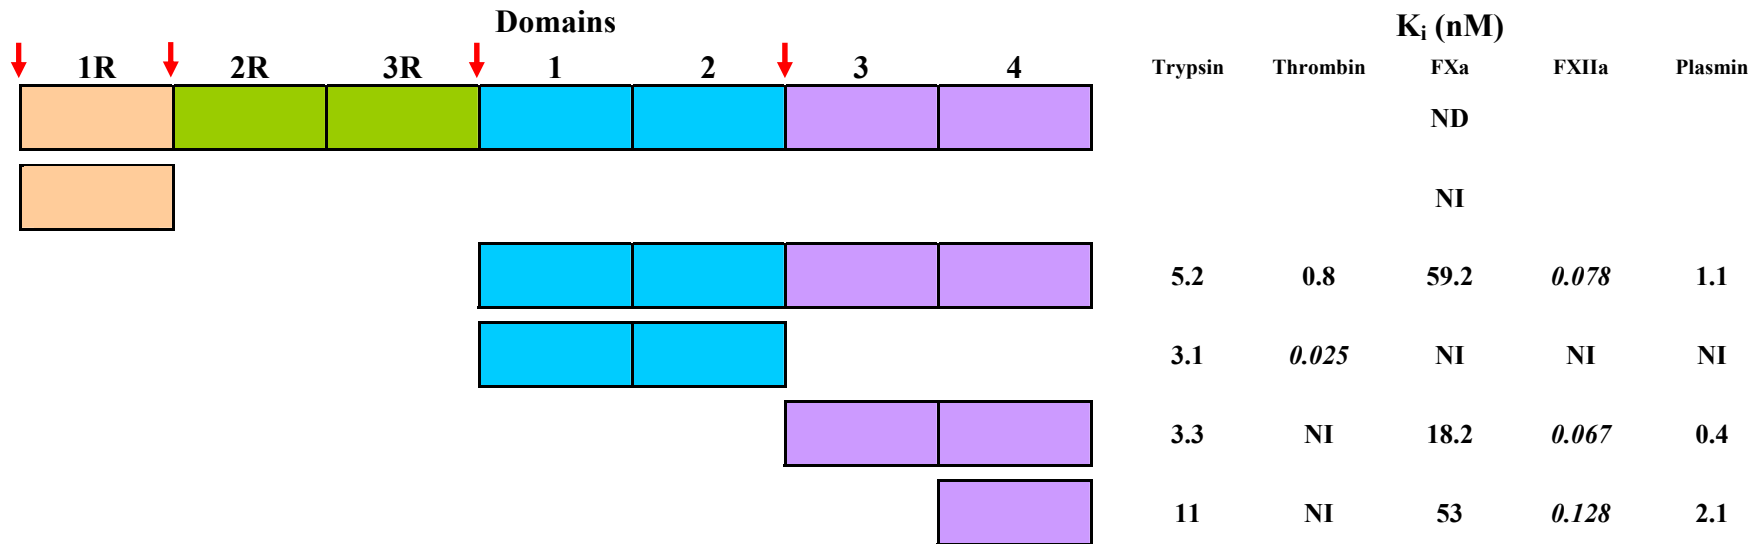 Domains
K_i (nM)
1R 2R 3R 1 2 3 4
Trypsin Thrombin FXa FXIIa Plasmin
ND
NI
5.2 0.8 59.2 0.078 1.1
3.1 0.025 NI NI NI
3.3 NI 18.2 0.067 0.4
11 NI 53 0.128 2.1